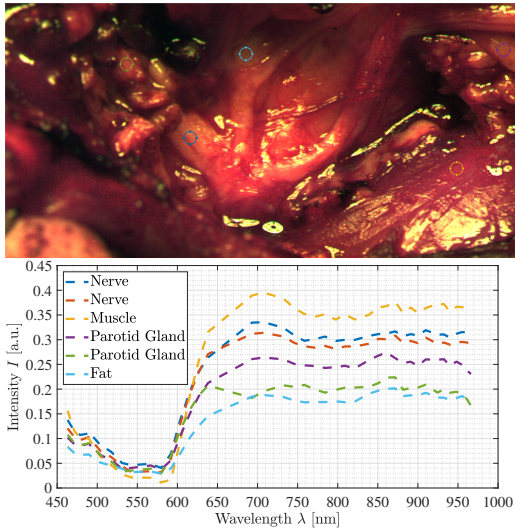 0.45
0.4
0.35
0.3
0.25
0.2
0.15
0.1
0.05
0
Intensity I [a.u.]
Nerve
Nerve
Muscle
Parotid Gland
Parotid Gland
Fat
450 500 550 600 650 700 750 800 850 900 950 1000
Wavelength λ [nm]